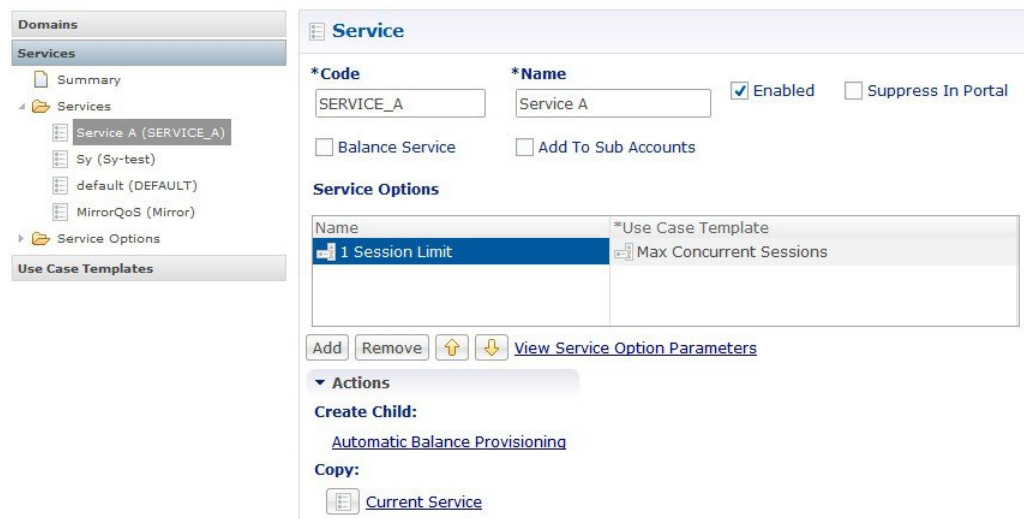 Domains
Services
Summary
Services
Service A (SERVICE_A)
Sy (Sy-test)
default (DEFAULT)
MirrorQoS (Mirror)
Service Options
Use Case Templates
Service
*Code *Name
SERVICE_A Service A Enabled Suppress In Portal
Balance Service Add To Sub Accounts
Service Options
Name *Use Case Template
1 Session Limit Max Concurrent Sessions
Add Remove View Service Option Parameters
Actions
Create Child:
Automatic Balance Provisioning
Copy:
Current Service